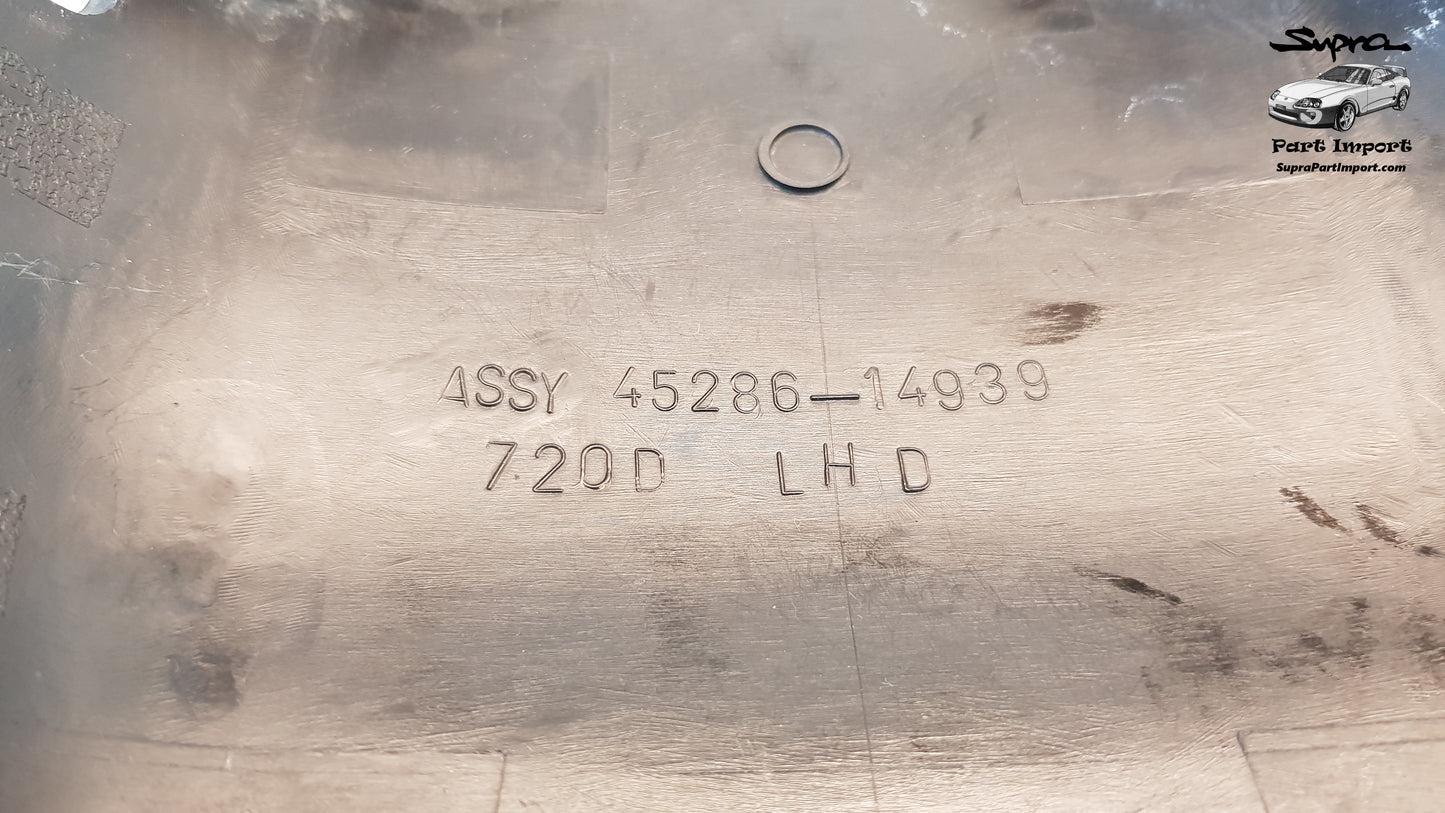 Supra
Part Import
SupraPartImport.com
ASSY 45286-14939
720D LHD